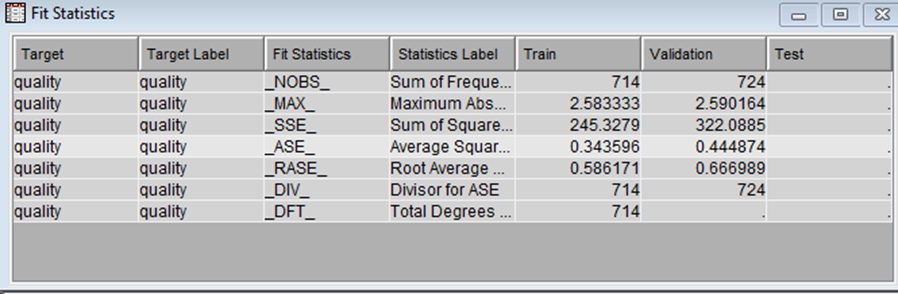 Fit Statistics
Target Target Label Fit Statistics Statistics Label Train Validation Test
quality quality _NOBS_ Sum of Freque... 714 724 .
quality quality _MAX_ Maximum Abs... 2.583333 2.590164 .
quality quality _SSE_ Sum of Square... 245.3279 322.0885 .
quality quality _ASE_ Average Squar... 0.343596 0.444874 .
quality quality _RASE_ Root Average ... 0.586171 0.666989 .
quality quality _DIV_ Divisor for ASE 714 724 .
quality quality _DFT_ Total Degrees ... 714 . .